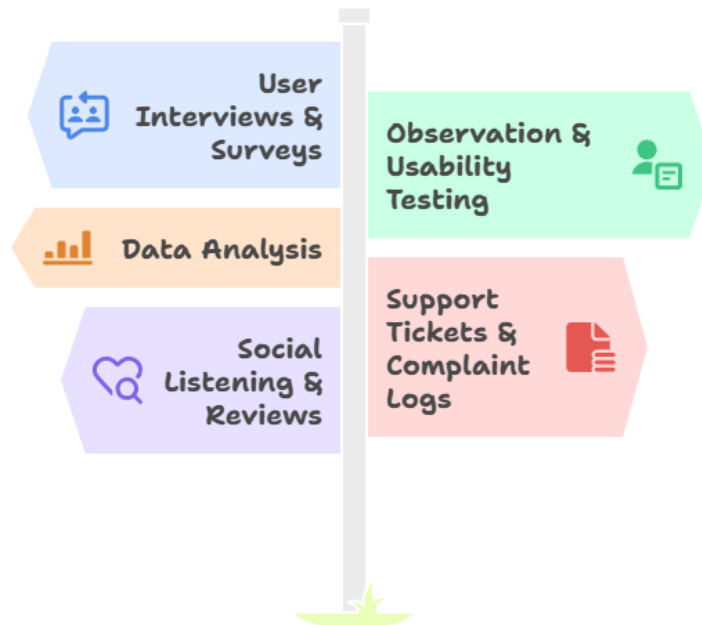 User
Interviews &
Surveys
Observation &
Usability
Testing
Data Analysis
Support
Tickets &
Complaint
Logs
Social
Listening &
Reviews